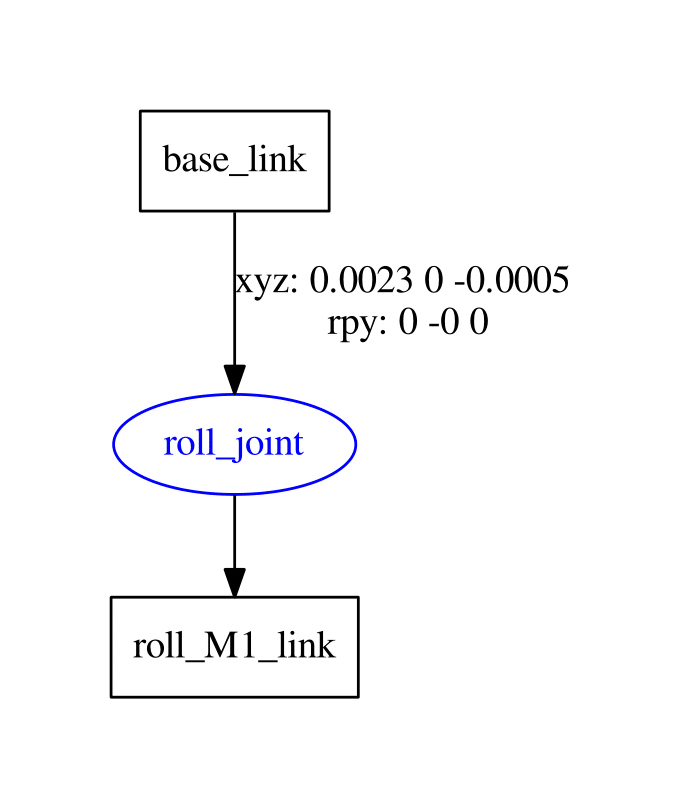 base_link
xyz: 0.0023 0 -0.0005
rpy: 0 -0 0
roll_joint
roll_M1_link